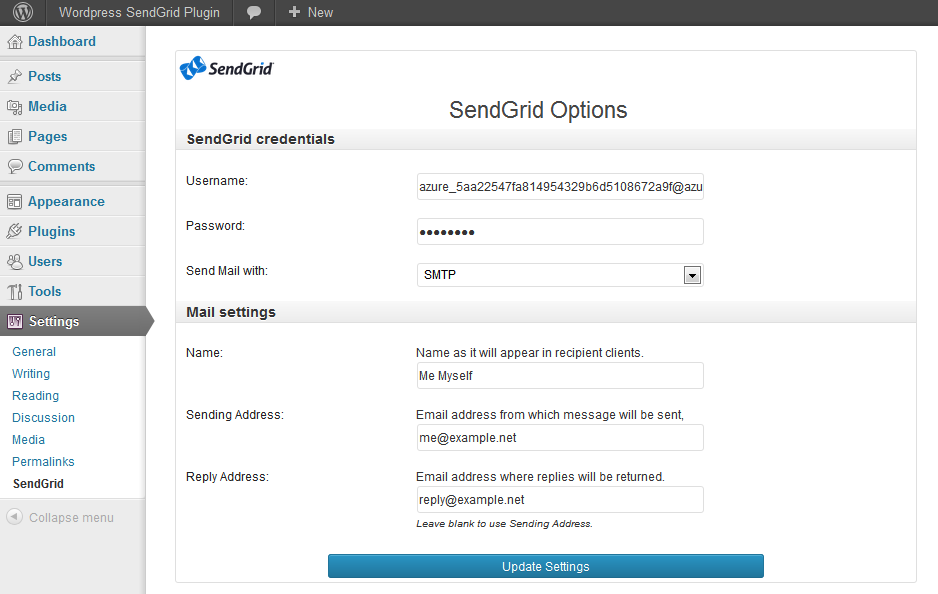 Wordpress SendGrid Plugin
New
Dashboard
Posts
Media
Pages
Comments
Appearance
Plugins
Users
Tools
Settings
General
Writing
Reading
Discussion
Media
Permalinks
SendGrid
Collapse menu
SendGrid
SendGrid Options
SendGrid credentials
Username:
azure_5aa22547fa814954329b6d5108672a9f@azu
Password:
••••••••
Send Mail with:
SMTP
Mail settings
Name:
Name as it will appear in recipient clients.
Me Myself
Sending Address:
Email address from which message will be sent,
me@example.net
Reply Address:
Email address where replies will be returned.
reply@example.net
Leave blank to use Sending Address.
Update Settings